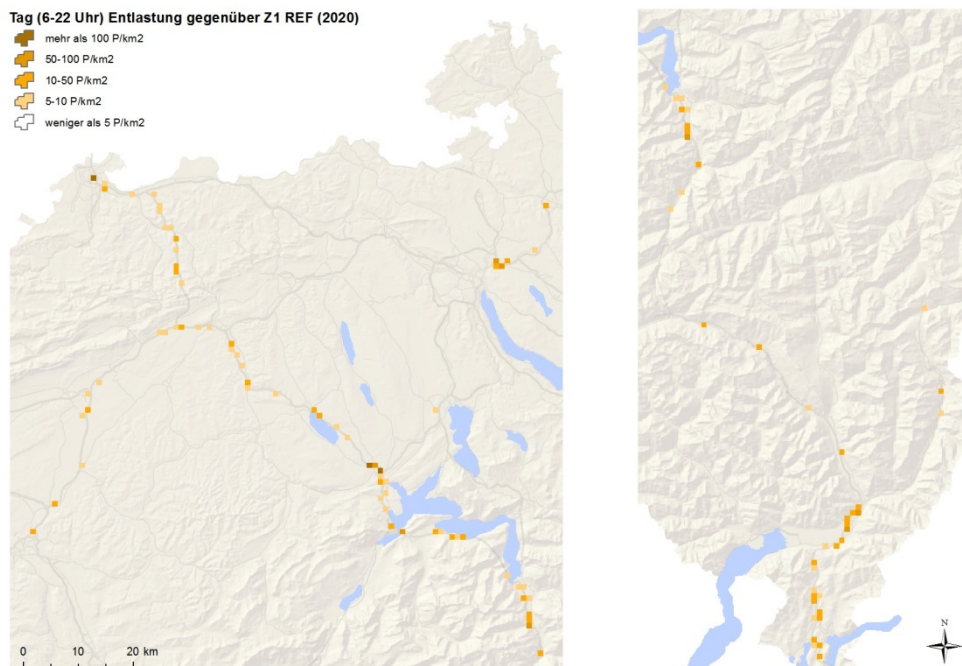 Tag (6-22 Uhr) Entlastung gegenüber Z1 REF (2020)
mehr als 100 P/km2
50-100 P/km2
10-50 P/km2
5-10 P/km2
weniger als 5 P/km2
0 10 20 km
N